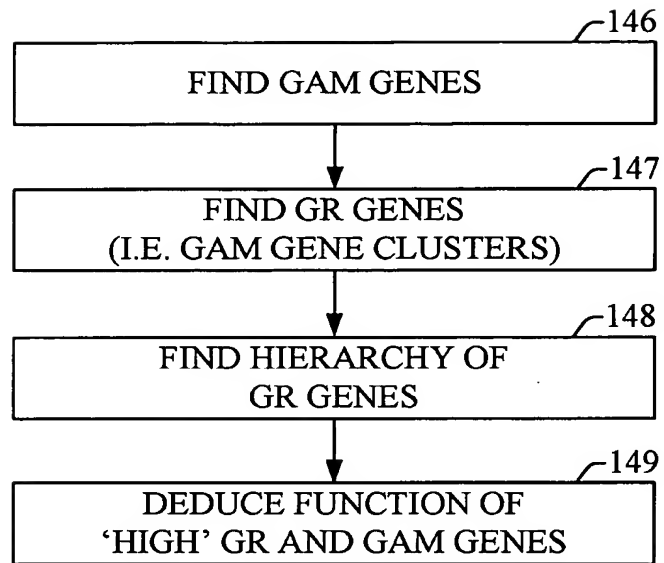 146
FIND GAM GENES
147
FIND GR GENES
(I.E. GAM GENE CLUSTERS)
148
FIND HIERARCHY OF
GR GENES
149
DEDUCE FUNCTION OF
‘HIGH’ GR AND GAM GENES